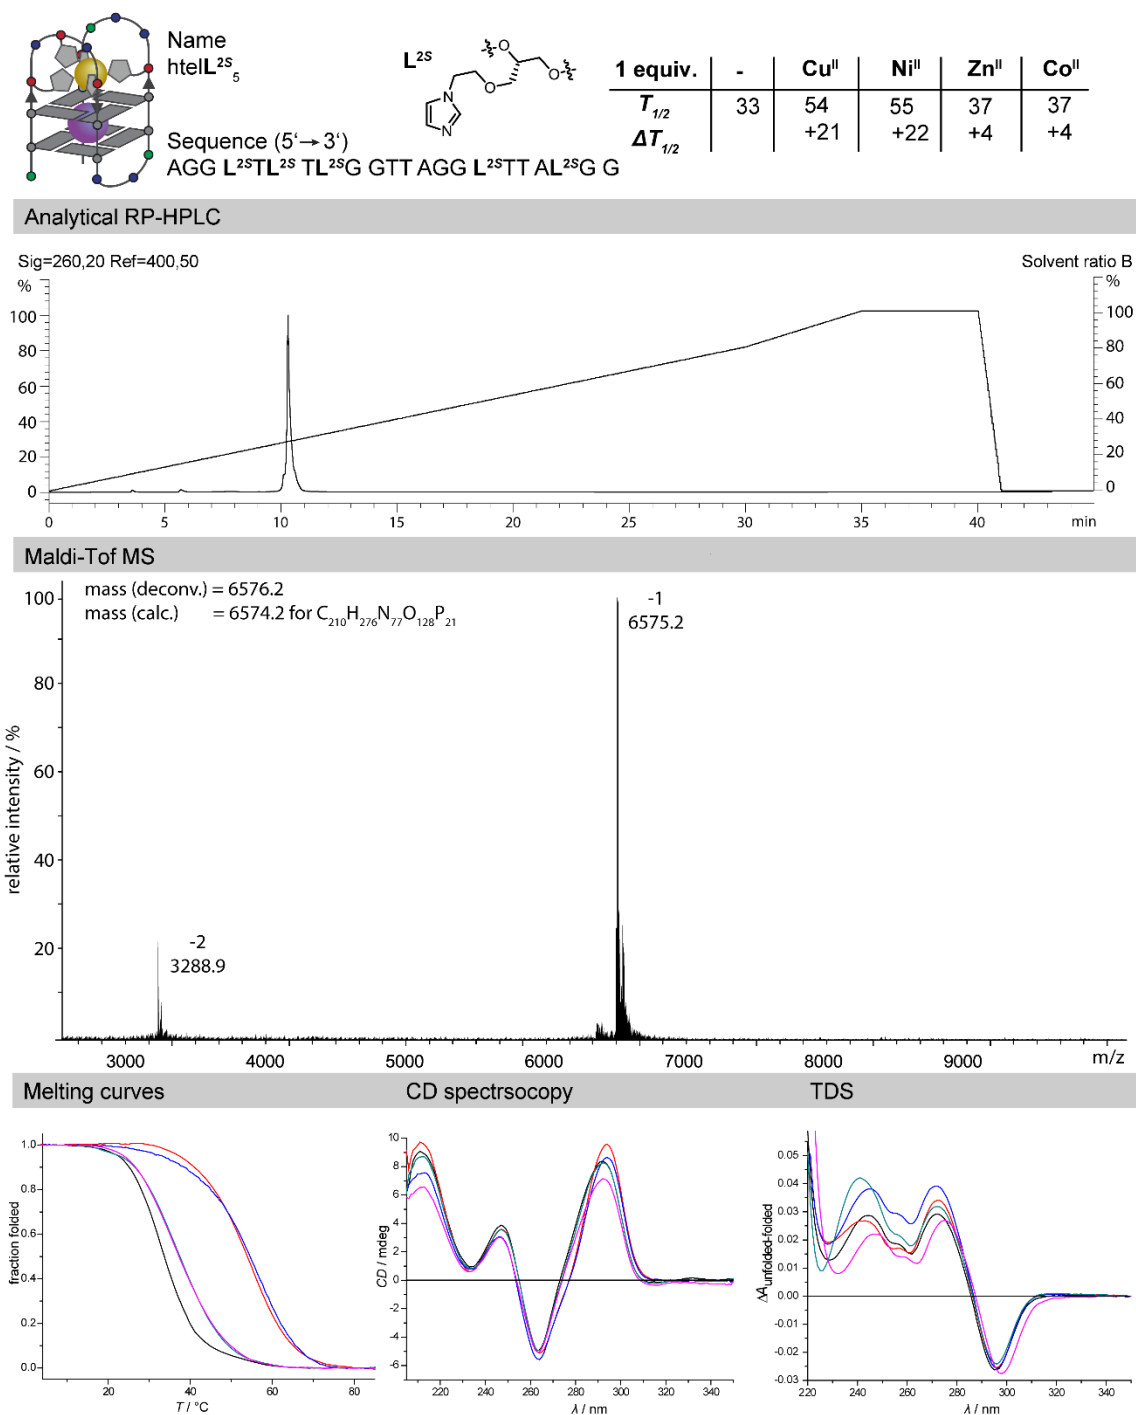 Name
htelL²ˢ₅
L²ˢ
Sequence (5‘→3‘)
AGG L²ˢTL²ˢ TL²ˢG GTT AGG L²ˢTT AL²ˢG G
O
O
O
N
N
1 equiv. - Cuᴵᴵ Niᴵᴵ Znᴵᴵ Coᴵᴵ
T₁/₂ 33 54 55 37 37
ΔT₁/₂ +21 +22 +4 +4
Analytical RP-HPLC
Sig=260,20 Ref=400,50 Solvent ratio B
% %
100 100
80 80
60 60
40 40
20 20
0 0
0 5 10 15 20 25 30 35 40 min
Maldi-Tof MS
mass (deconv.) = 6576.2
mass (calc.) = 6574.2 for C₂₁₀H₂₇₆N₇₇O₁₂₈P₂₁
-1
6575.2
-2
3288.9
relative intensity / %
100
80
60
40
20
3000 4000 5000 6000 7000 8000 9000 m/z
Melting curves CD spectrsocopy TDS
fraction folded
1.0
0.8
0.6
0.4
0.2
0.0
20 40 60 80
T / °C
CD / mdeg
10
8
6
4
2
0
-2
-4
-6
220 240 260 280 300 320 340
λ / nm
ΔAunfolded-folded
0.05
0.04
0.03
0.02
0.01
0.00
-0.01
-0.02
-0.03
220 240 260 280 300 320 340
λ / nm